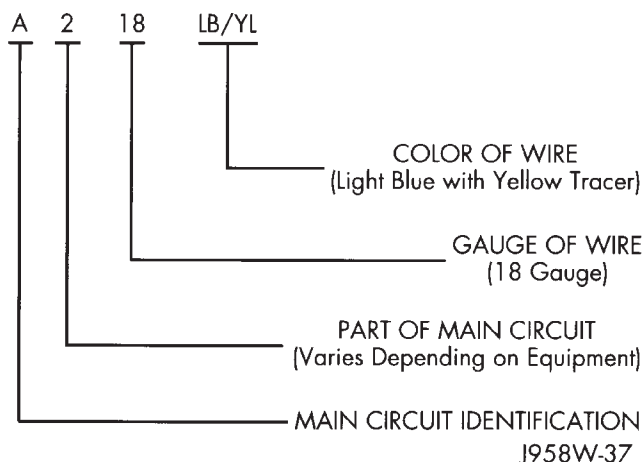 A 2 18 LB/YL
COLOR OF WIRE
(Light Blue with Yellow Tracer)
GAUGE OF WIRE
(18 Gauge)
PART OF MAIN CIRCUIT
(Varies Depending on Equipment)
MAIN CIRCUIT IDENTIFICATION
J958W-37